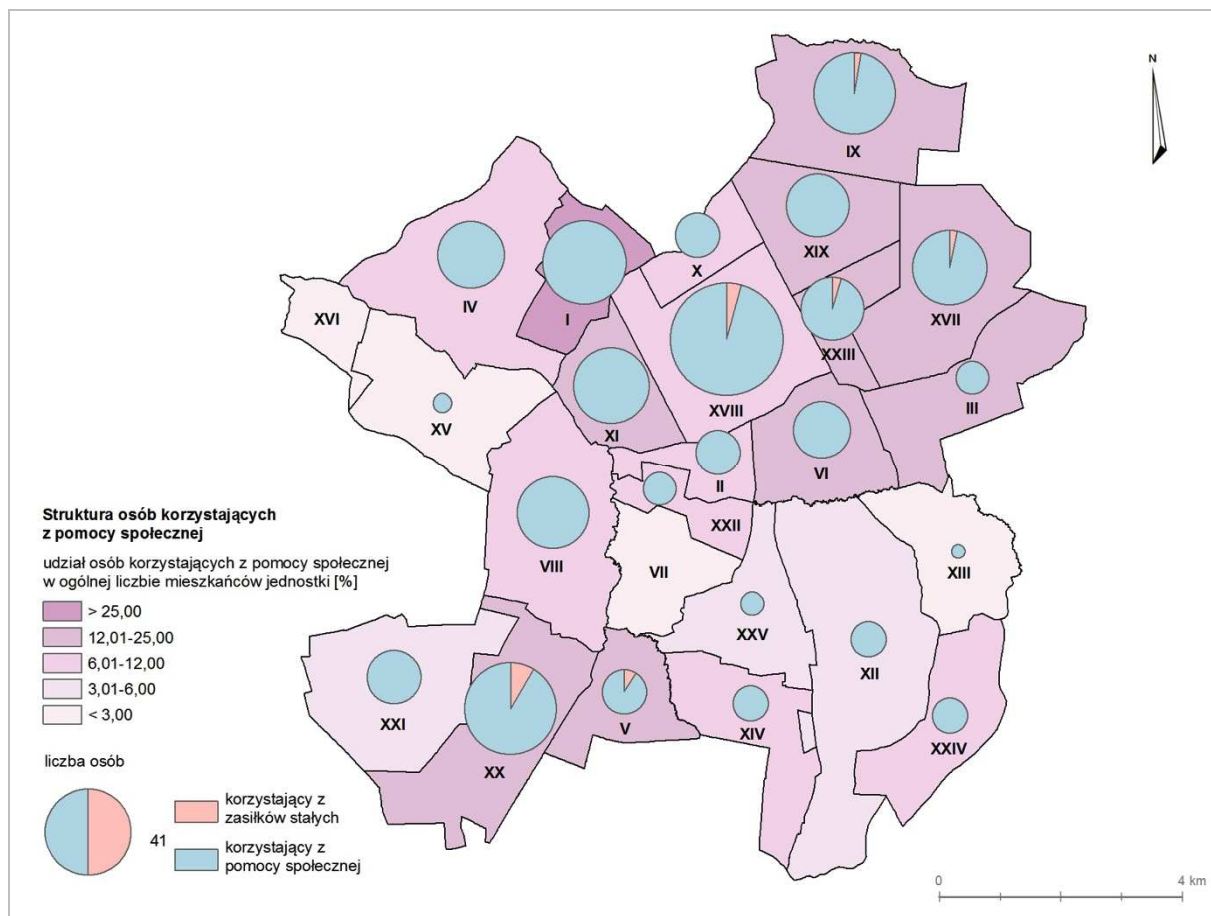 N
IX
XIX
X
IV
I
XVII
XVI
XXIII
III
XVIII
XV
XI
VI
II
XXII
VIII
VII
XIII
XXV
XII
XXI
V
XIV
XXIV
XX
Struktura osób korzystających
z pomocy społecznej
udział osób korzystających z pomocy społecznej
w ogólnej liczbie mieszkańców jednostki [%]
> 25,00
12,01-25,00
6,01-12,00
3,01-6,00
< 3,00
liczba osób
41
korzystający z
zasiłków stałych
korzystający z
pomocy społecznej
0
4 km